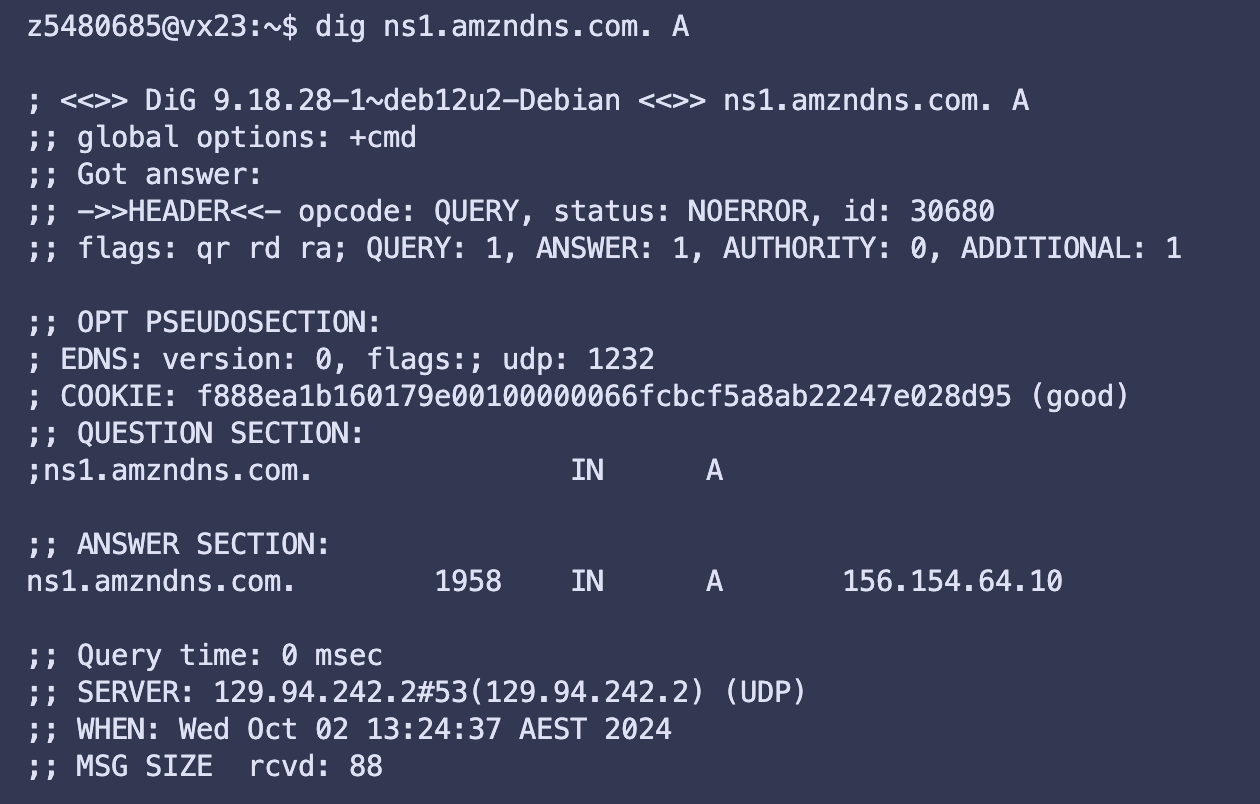 z5480685@vx23:~$ dig ns1.amzndns.com. A
; <<>> DiG 9.18.28-1~deb12u2-Debian <<>> ns1.amzndns.com. A
;; global options: +cmd
;; Got answer:
;; ->>HEADER<<- opcode: QUERY, status: NOERROR, id: 30680
;; flags: qr rd ra; QUERY: 1, ANSWER: 1, AUTHORITY: 0, ADDITIONAL: 1
;; OPT PSEUDOSECTION:
; EDNS: version: 0, flags:; udp: 1232
; COOKIE: f888ea1b160179e00100000066fcbcf5a8ab22247e028d95 (good)
;; QUESTION SECTION:
;ns1.amzndns.com. IN A
;; ANSWER SECTION:
ns1.amzndns.com. 1958 IN A 156.154.64.10
;; Query time: 0 msec
;; SERVER: 129.94.242.2#53(129.94.242.2) (UDP)
;; WHEN: Wed Oct 02 13:24:37 AEST 2024
;; MSG SIZE  rcvd: 88